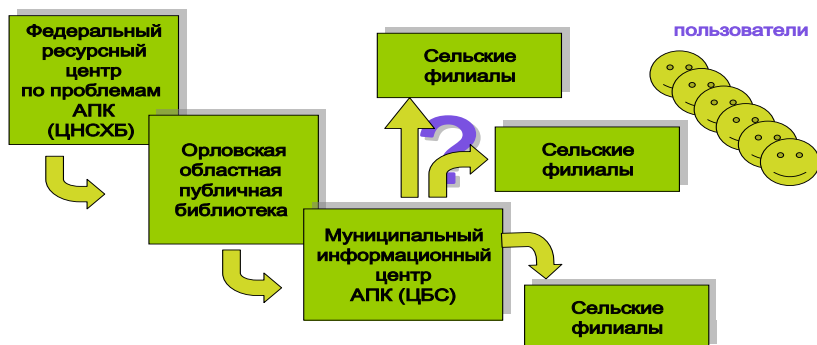 Федеральный
ресурсный
центр
по проблемам
АПК
(ЦНСХБ)
Орловская
областная
публичная
библиотека
Муниципальный
информационный
центр
АПК (ЦБС)
Сельские
филиалы
?
Сельские
филиалы
Сельские
филиалы
пользователи